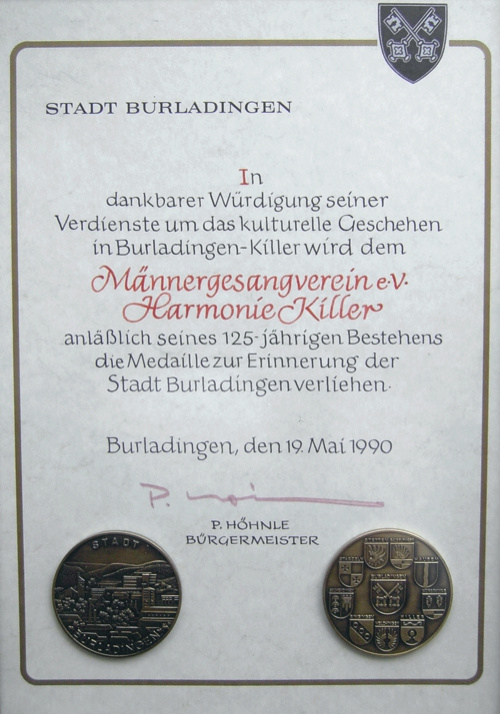 STADT BURLADINGEN
In
dankbarer Würdigung seiner
Verdienste um das kulturelle Geschehen
in Burladingen-Killer wird dem
Männergesangverein e.V.
Harmonie Killer
anläßlich seines 125-jährigen Bestehens
die Medaille zur Erinnerung der
Stadt Burladingen verliehen.
Burladingen, den 19. Mai 1990
P. HÖHNLE
BÜRGERMEISTER
STADT
BURLADINGEN
BURLADINGEN
KILLER